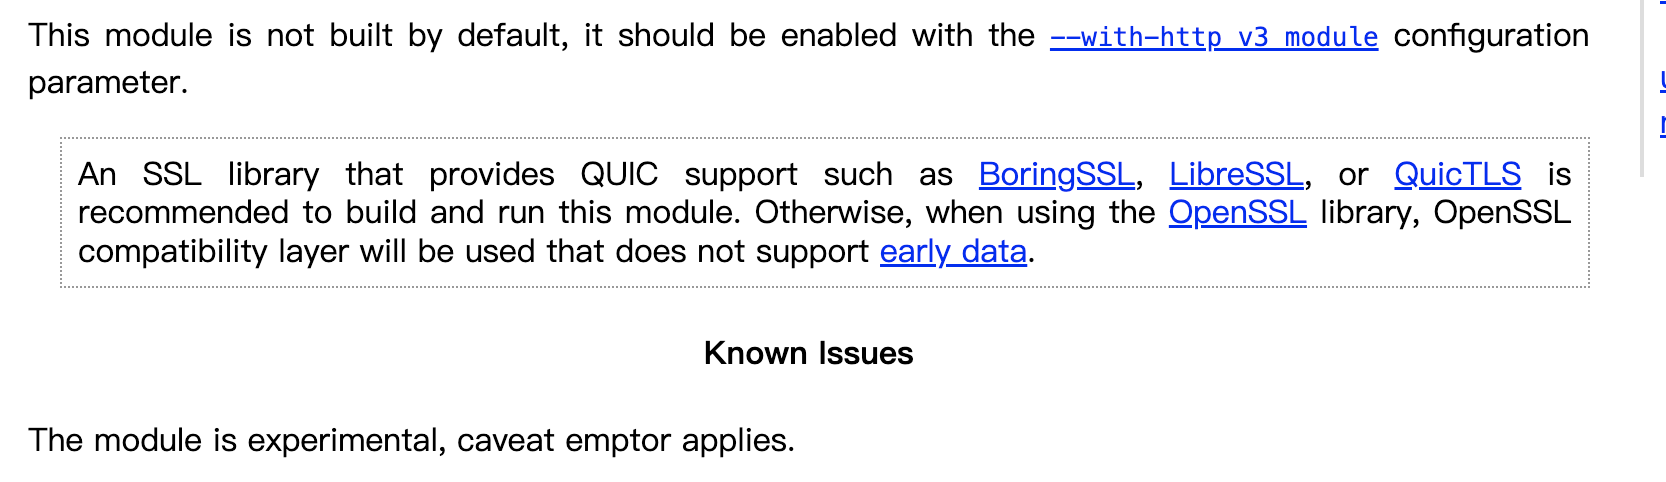 This module is not built by default, it should be enabled with the --with-http_v3_module configuration
parameter.
An SSL library that provides QUIC support such as BoringSSL, LibreSSL, or QuicTLS is
recommended to build and run this module. Otherwise, when using the OpenSSL library, OpenSSL
compatibility layer will be used that does not support early data.
Known Issues
The module is experimental, caveat emptor applies.